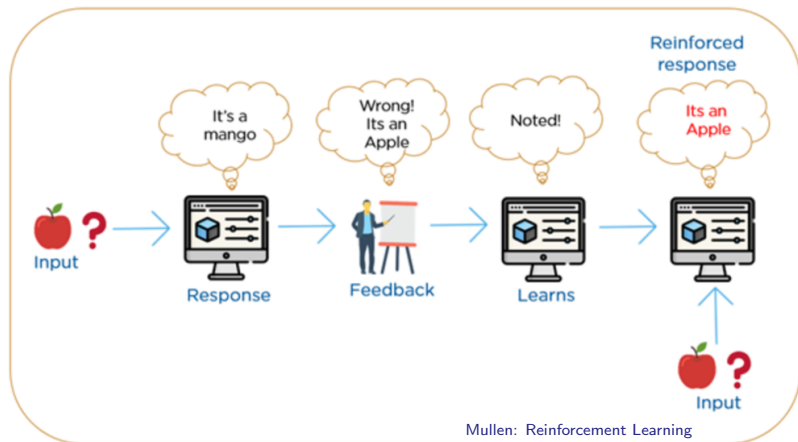 Reinforced
response
It's a
mango
Wrong!
Its an
Apple
Noted!
Its an
Apple
?
Input
Response
Feedback
Learns
?
Input
Mullen: Reinforcement Learning